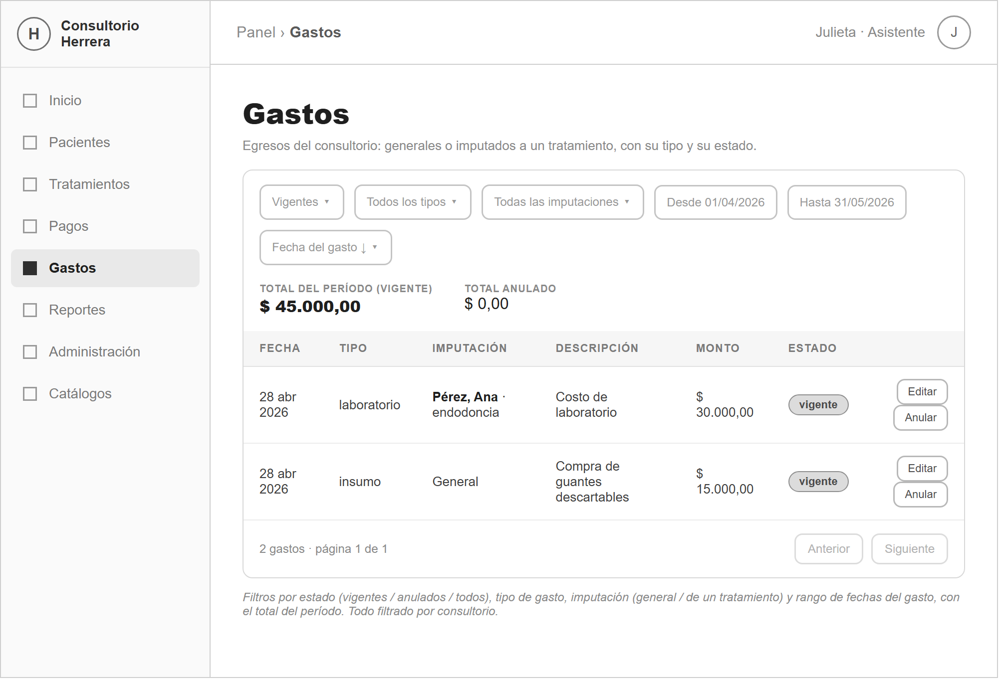 H
Consultorio
Herrera
Panel › Gastos
Julieta · Asistente
J
Inicio
Pacientes
Tratamientos
Pagos
Gastos
Reportes
Administración
Catálogos
Gastos
Egresos del consultorio: generales o imputados a un tratamiento, con su tipo y su estado.
Vigentes ▾
Todos los tipos ▾
Todas las imputaciones ▾
Desde 01/04/2026
Hasta 31/05/2026
Fecha del gasto ↓ ▾
TOTAL DEL PERÍODO (VIGENTE)
$ 45.000,00
TOTAL ANULADO
$ 0,00
FECHA
TIPO
IMPUTACIÓN
DESCRIPCIÓN
MONTO
ESTADO
28 abr
2026
laboratorio
Pérez, Ana ·
endodoncia
Costo de
laboratorio
$
30.000,00
vigente
Editar
Anular
28 abr
2026
insumo
General
Compra de
guantes
descartables
$
15.000,00
vigente
Editar
Anular
2 gastos · página 1 de 1
Anterior
Siguiente
Filtros por estado (vigentes / anulados / todos), tipo de gasto, imputación (general / de un tratamiento) y rango de fechas del gasto, con
el total del período. Todo filtrado por consultorio.